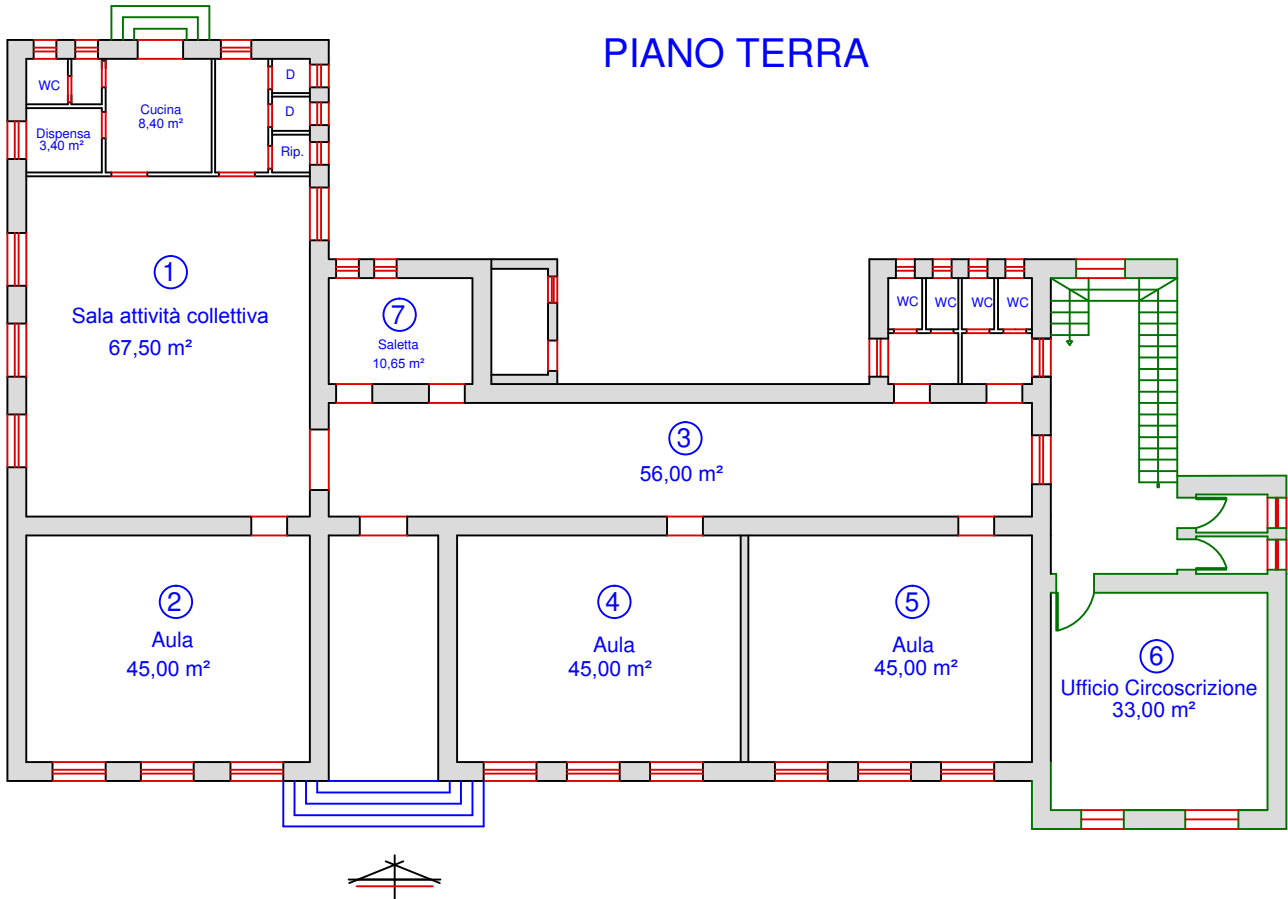 PIANO TERRA
WC
Cucina
8,40 m²
D
D
Dispensa
3,40 m²
Rip.
1
Sala attività collettiva
67,50 m²
7
Saletta
10,65 m²
WC
WC
WC
WC
3
56,00 m²
2
Aula
45,00 m²
4
Aula
45,00 m²
5
Aula
45,00 m²
6
Ufficio Circoscrizione
33,00 m²